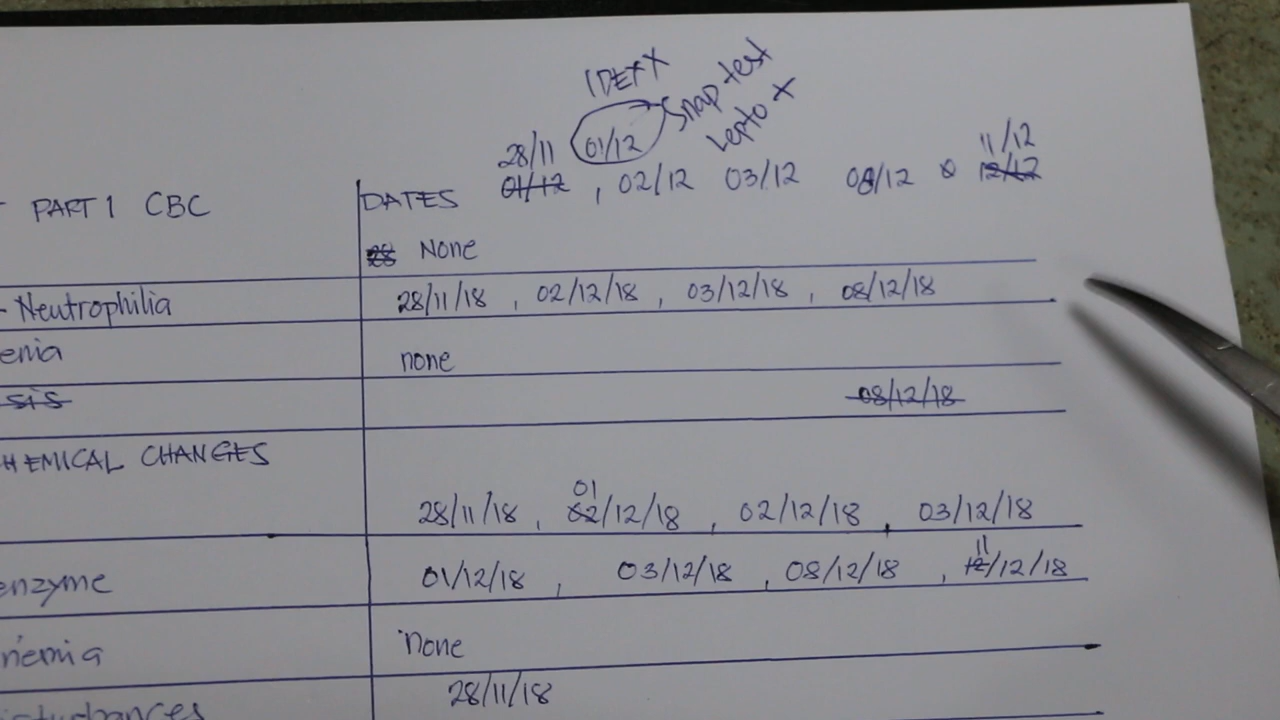 IDEXX
Snap test
Lepto X
28/11 01/12 11/12
PART 1 CBC DATES 01/12 , 02/12 03/12 08/12 & 12/12
28 None
- Neutrophilia 28/11/18 , 02/12/18 , 03/12/18 , 08/12/18
enia none
sis 08/12/18
HEMICAL CHANGES
01
28/11/18 , 02/12/18 , 02/12/18 , 03/12/18
11
enzyme 01/12/18 , 03/12/18 , 08/12/18 , 12/12/18
nemia none
isturbances 28/11/18